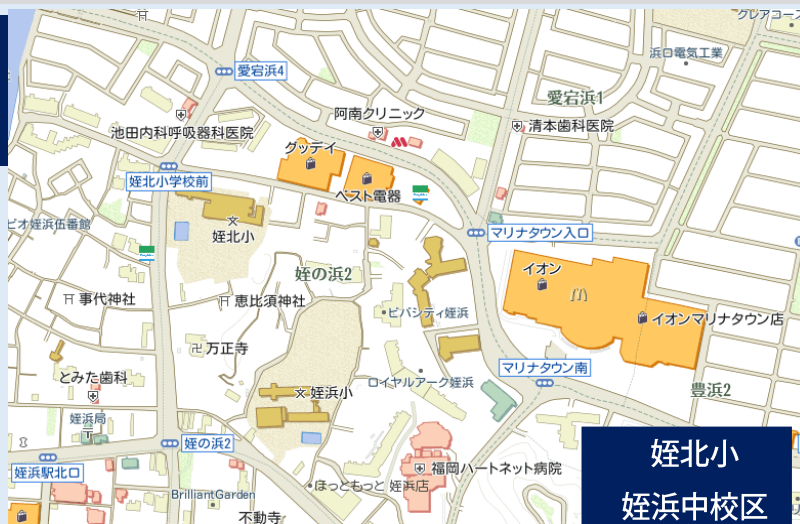 クレアコース
浜口電気工業
愛宕浜4
愛宕浜1
阿南クリニック
清本歯科医院
池田内科呼吸器科医院
グッデイ
姪北小学校前
ベスト電器
ビオ姪浜伍番館
姪北小
マリナタウン入口
イオン
姪の浜2
事代神社
恵比須神社
ビバシティ姪浜
イオンマリナタウン店
万正寺
マリナタウン南
とみた歯科
ロイヤルアーク姪浜
姪浜小
豊浜2
姪浜局
姪の浜2
姪浜駅北口
福岡ハートネット病院
ほっともっと 姪浜店
BrilliantGarden
不動寺
姪北小
姪浜中校区